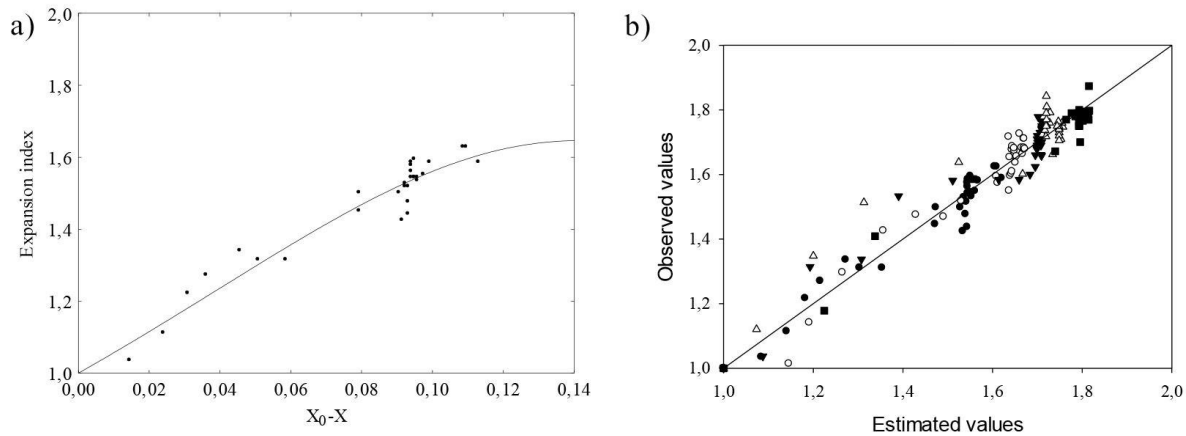 a)
2,0
1,8
1,6
1,4
1,2
1,0
Expansion index
0,00 0,02 0,04 0,06 0,08 0,10 0,12 0,14
X0-X
b)
2,0
1,8
1,6
1,4
1,2
1,0
Observed values
1,0 1,2 1,4 1,6 1,8 2,0
Estimated values